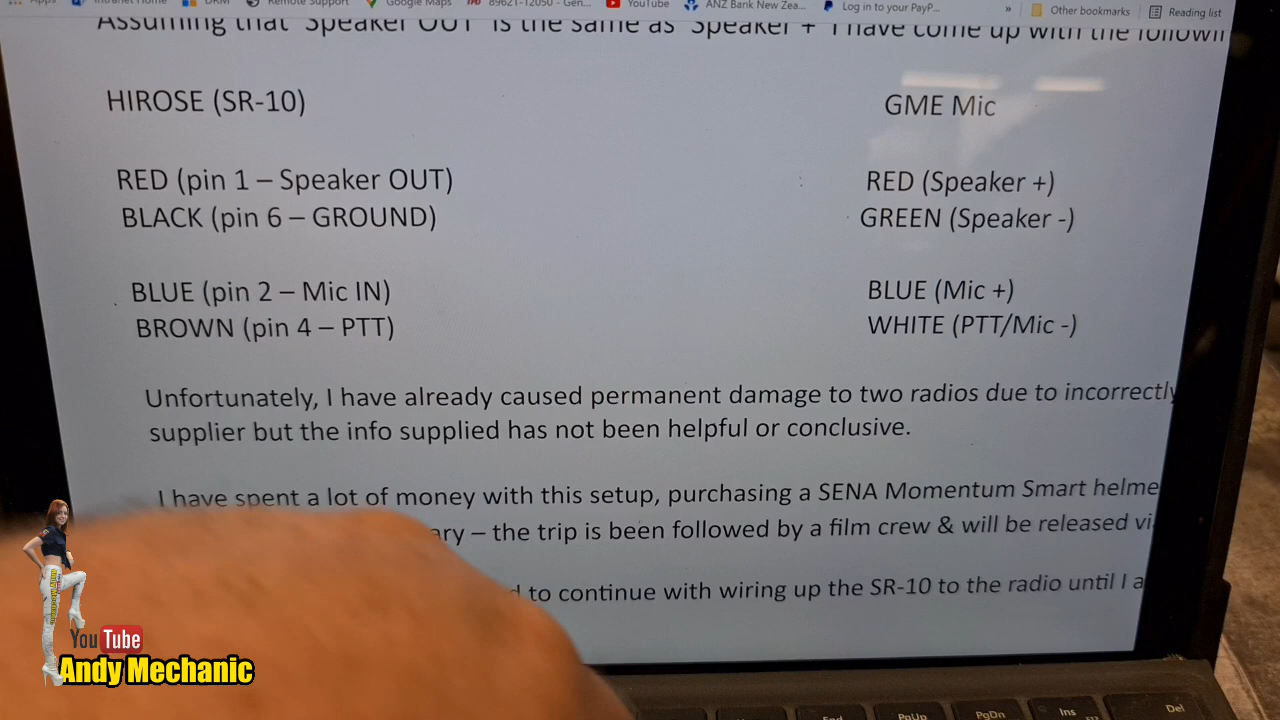 Apps Intranet Home DRM Remote Support Google Maps 89621-12050 - Gen... YouTube ANZ Bank New Zea... Log in to your PayP... » Other bookmarks Reading list
Assuming that 'Speaker OUT' is the same as 'Speaker +' I have come up with the followin
HIROSE (SR-10) GME Mic
RED (pin 1 – Speaker OUT) RED (Speaker +)
BLACK (pin 6 – GROUND) GREEN (Speaker -)
BLUE (pin 2 – Mic IN) BLUE (Mic +)
BROWN (pin 4 – PTT) WHITE (PTT/Mic -)
Unfortunately, I have already caused permanent damage to two radios due to incorrectly
supplier but the info supplied has not been helpful or conclusive.
I have spent a lot of money with this setup, purchasing a SENA Momentum Smart helme
ary – the trip is been followed by a film crew & will be released vi
d to continue with wiring up the SR-10 to the radio until I a
YouTube
Andy Mechanic
End PgUp PgDn Ins Del